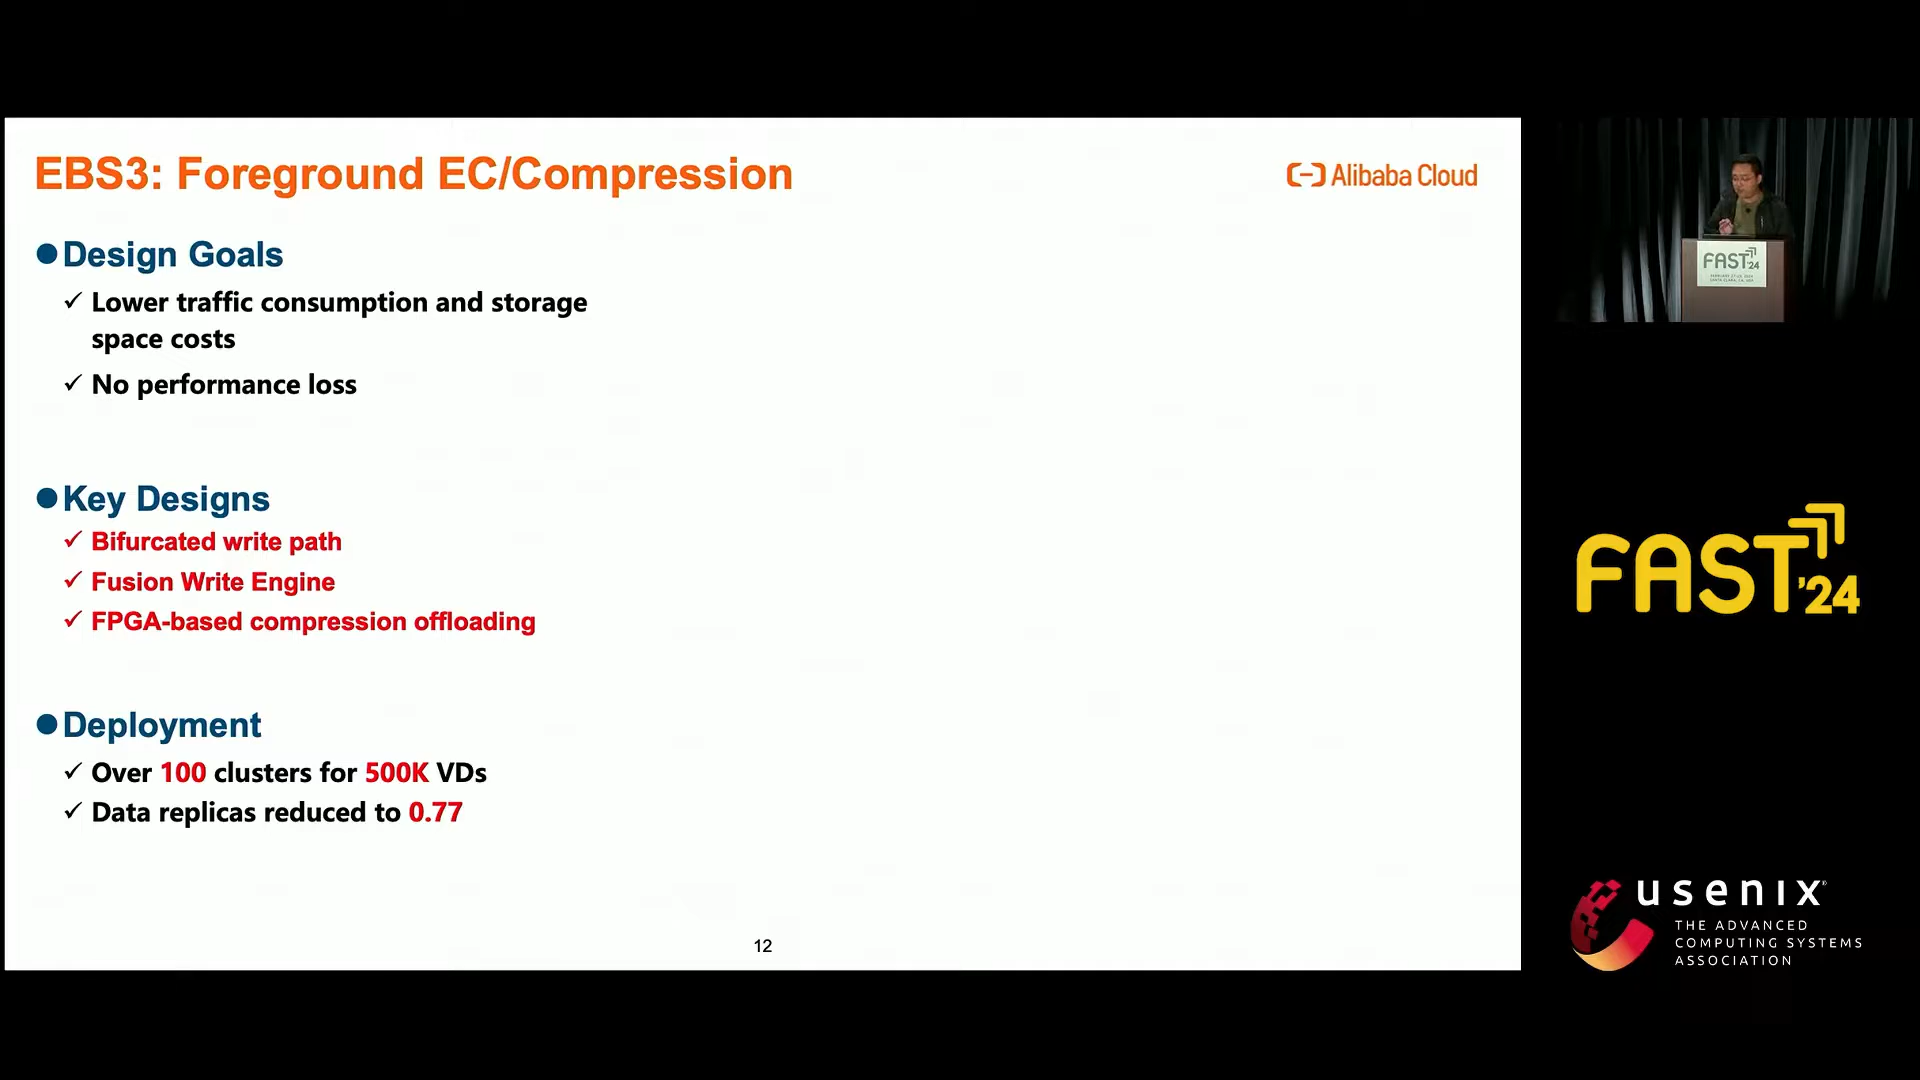 EBS3: Foreground EC/Compression
Alibaba Cloud
Design Goals
Lower traffic consumption and storage
space costs
No performance loss
Key Designs
Bifurcated write path
Fusion Write Engine
FPGA-based compression offloading
Deployment
Over 100 clusters for 500K VDs
Data replicas reduced to 0.77
12
FAST '24
FAST '24
usenix
THE ADVANCED
COMPUTING SYSTEMS
ASSOCIATION